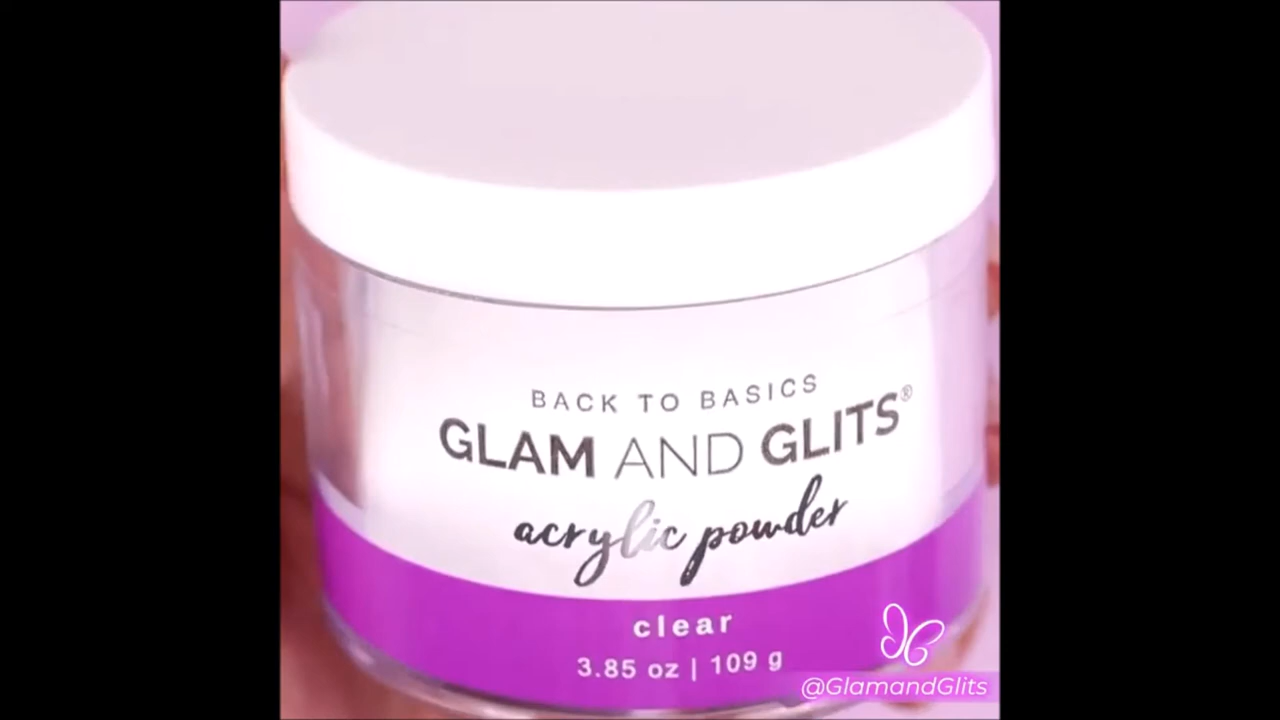 BACK TO BASICS
GLAM AND GLITS®
acrylic powder
clear
3.85 oz | 109 g
@GlamandGlits